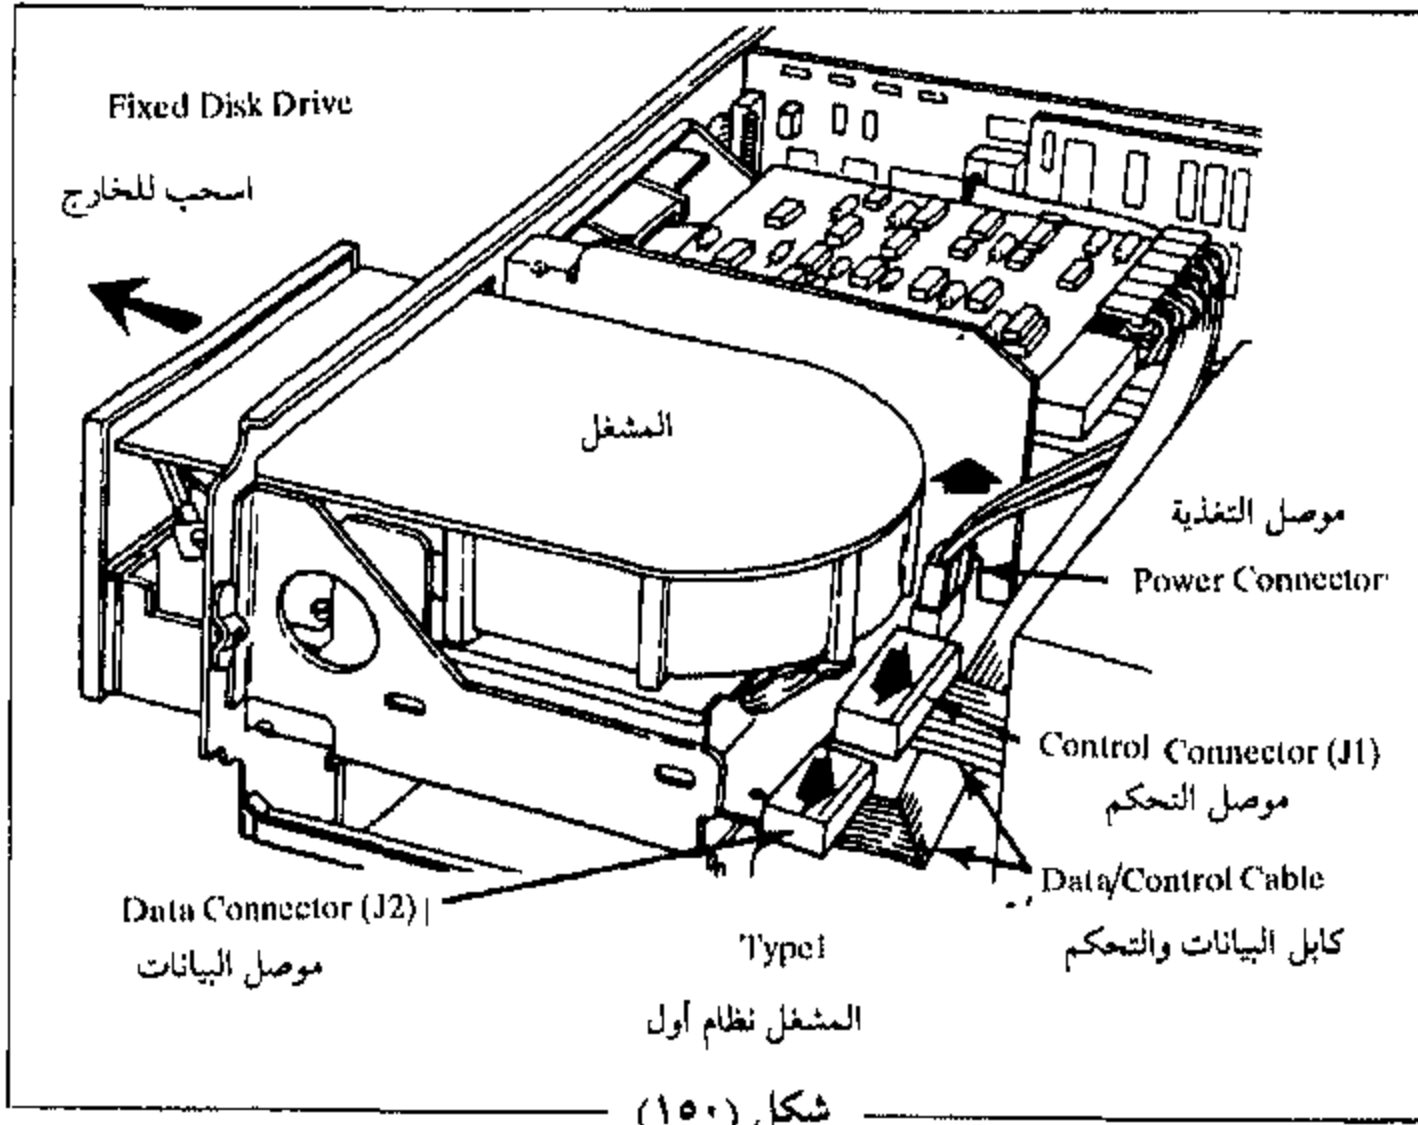 Fixed Disk Drive
اسحب للخارج
المشغل
موصل التغذية
Power Connector
Control Connector (J1)
موصل التحكم
Data/Control Cable
كابل البيانات والتحكم
Data Connector (J2)
موصل البيانات
Type1
المشغل نظام أول
شكل (١٥٠)